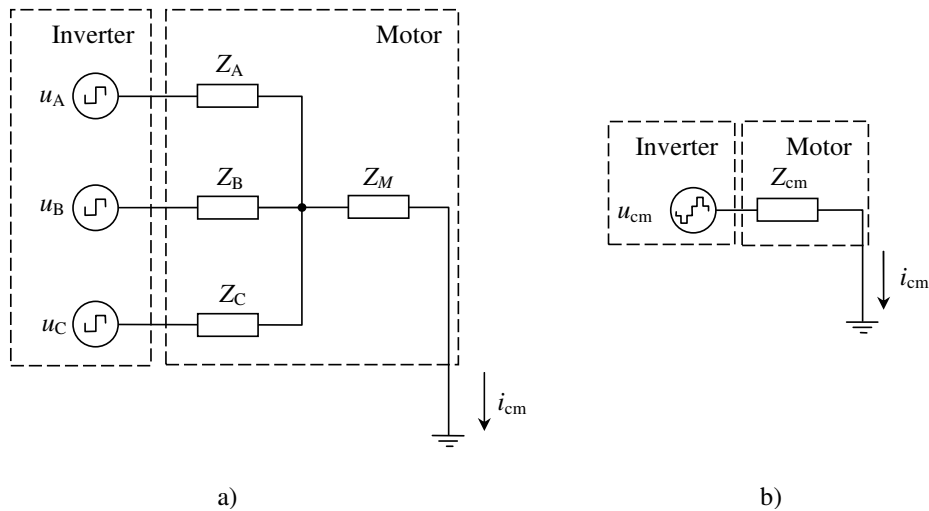 Inverter
Motor
Z_A
u_A
Z_B
Z_M
u_B
Z_C
u_C
i_cm
a)
Inverter
Motor
Z_cm
u_cm
i_cm
b)